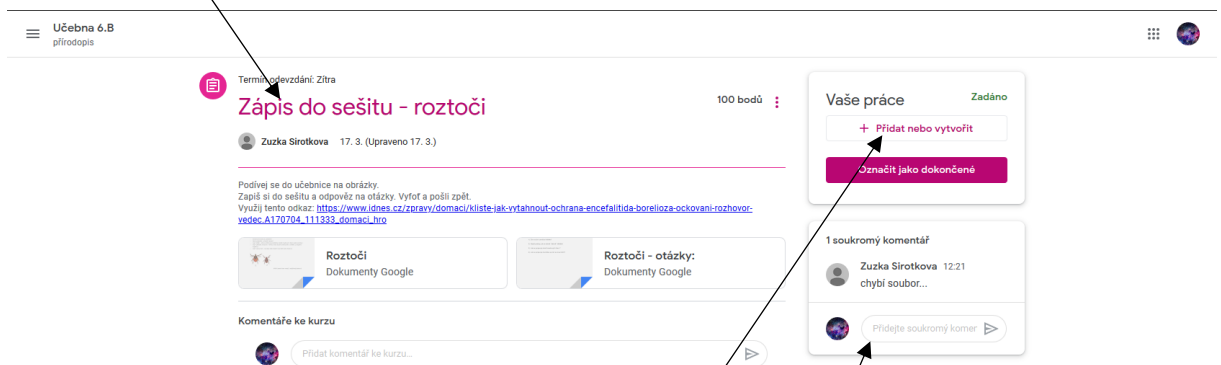 Učebna 6.B
přírodopis
Termín odevzdání: Zítra
Zápis do sešitu - roztoči
100 bodů
Zuzka Sirotkova 17. 3. (Upraveno 17. 3.)
Podívej se do učebnice na obrázky.
Zapiš si do sešitu a odpověz na otázky. Vyfoť a pošli zpět.
Využij tento odkaz: https://www.idnes.cz/zpravy/domaci/kliste-jak-vytahnout-ochrana-encefalitida-borelioza-ockovani-rozhovor-
vedec.A170704_111333_domaci_hro
Roztoči
Dokumenty Google
Roztoči - otázky:
Dokumenty Google
Komentáře ke kurzu
Přidat komentář ke kurzu...
Vaše práce
Zadáno
+ Přidat nebo vytvořit
Označit jako dokončené
1 soukromý komentář
Zuzka Sirotkova 12:21
chybí soubor...
Přidejte soukromý komer